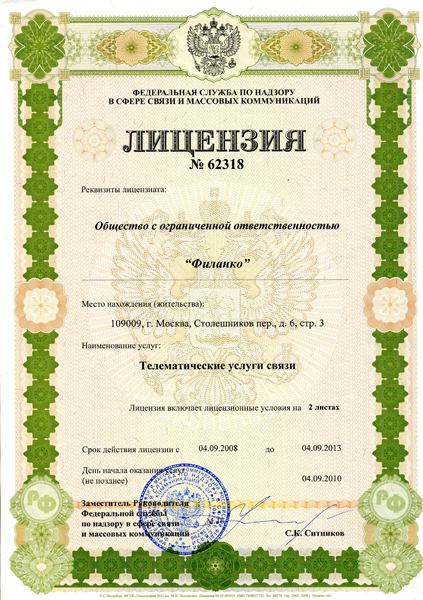 ФЕДЕРАЛЬНАЯ СЛУЖБА ПО НАДЗОРУ
В СФЕРЕ СВЯЗИ И МАССОВЫХ КОММУНИКАЦИЙ
ЛИЦЕНЗИЯ
№ 62318
Реквизиты лицензиата:
Общество с ограниченной ответственностью
“Филанко”
Место нахождения (жительства):
109009, г. Москва, Столешников пер., д. 6, стр. 3
Наименование услуг:
Телематические услуги связи
Лицензия включает лицензионные условия на 2 листах
Срок действия лицензии с 04.09.2008 до 04.09.2013
День начала оказания услуг
(не позднее) 04.09.2010
Заместитель Руководителя
Федеральной службы
по надзору в сфере связи
и массовых коммуникаций С.К. Ситников